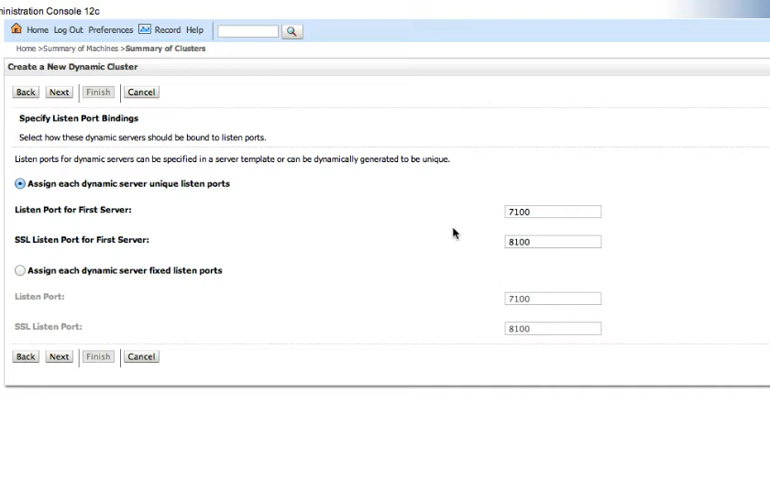 ministration Console 12c
Home Log Out Preferences Record Help
Home >Summary of Machines >Summary of Clusters
Create a New Dynamic Cluster
Back Next Finish Cancel
Specify Listen Port Bindings
Select how these dynamic servers should be bound to listen ports.
Listen ports for dynamic servers can be specified in a server template or can be dynamically generated to be unique.
Assign each dynamic server unique listen ports
Listen Port for First Server: 7100
SSL Listen Port for First Server: 8100
Assign each dynamic server fixed listen ports
Listen Port: 7100
SSL Listen Port: 8100
Back Next Finish Cancel